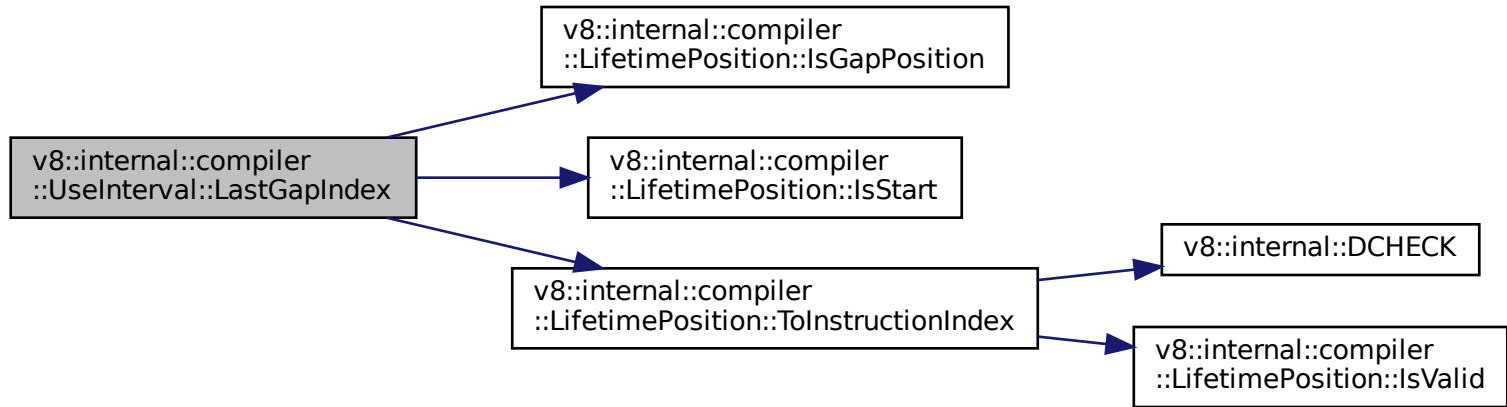 v8::internal::compiler
::UseInterval::LastGapIndex
v8::internal::compiler
::LifetimePosition::IsGapPosition
v8::internal::compiler
::LifetimePosition::IsStart
v8::internal::compiler
::LifetimePosition::ToInstructionIndex
v8::internal::DCHECK
v8::internal::compiler
::LifetimePosition::IsValid